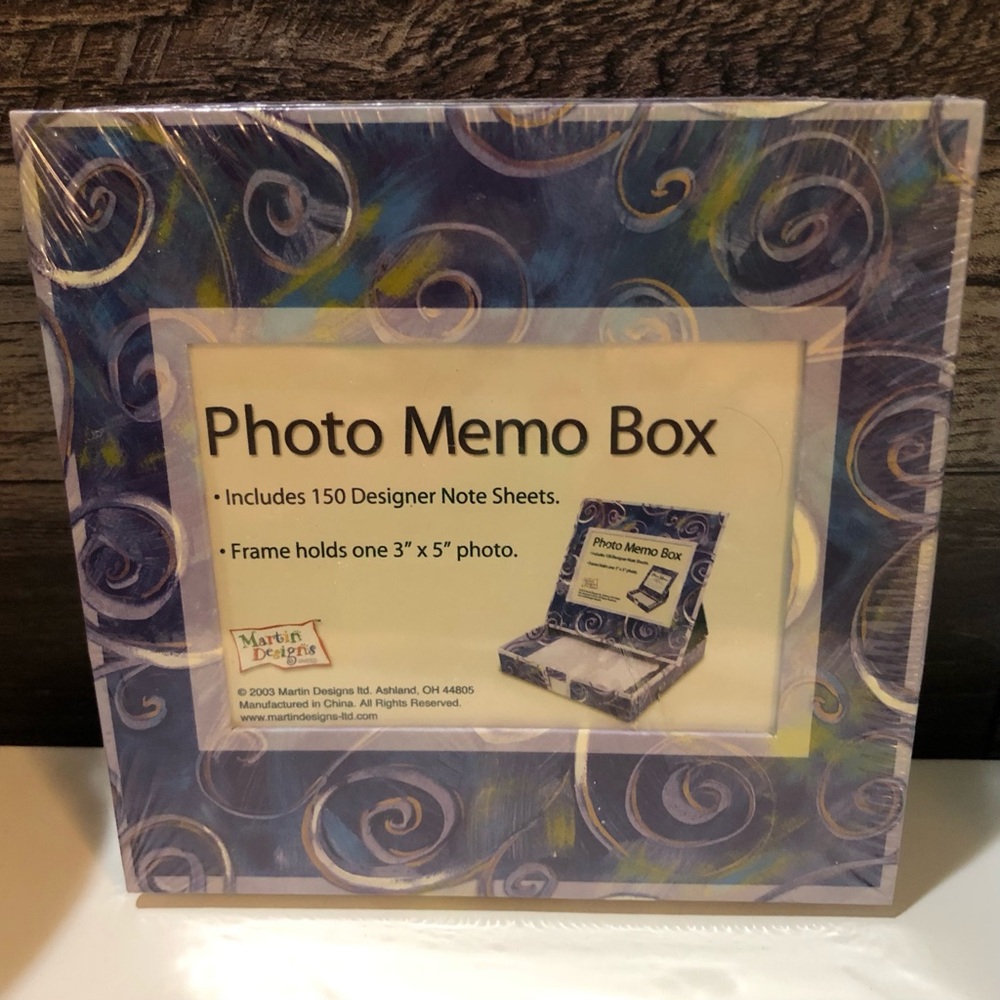 Photo Memo Box
• Includes 150 Designer Note Sheets.
• Frame holds one 3” x 5” photo.
Photo Memo Box
Martin
Designs
™
© 2003 Martin Designs ltd. Ashland, OH 44805
Manufactured in China. All Rights Reserved.
www.martindesigns-ltd.com